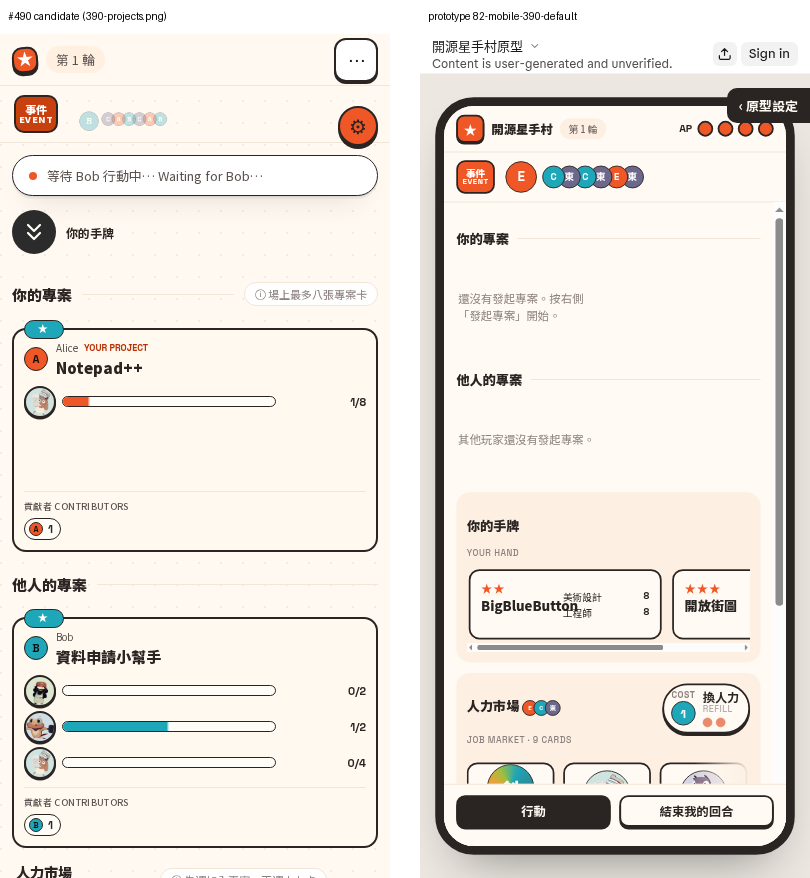 #490 candidate (390-projects.png)
第 1 輪
事件
EVENT
B
等待 Bob 行動中⋯ Waiting for Bob⋯
你的手牌
你的專案
場上最多八張專案卡
A
Alice YOUR PROJECT
Notepad++
1/8
貢獻者 CONTRIBUTORS
A 1
他人的專案
B
Bob
資料申請小幫手
0/2
1/2
0/4
貢獻者 CONTRIBUTORS
B 1
人力市場
prototype 82-mobile-390-default
開源星手村原型
Content is user-generated and unverified.
Sign in
‹ 原型設定
開源星手村
第 1 輪
AP
事件
EVENT
E
C 東 C 東 E 東
你的專案
還沒有發起專案。按右側
「發起專案」開始。
他人的專案
其他玩家還沒有發起專案。
你的手牌
YOUR HAND
BigBlueButton
美術設計 8
工程師 8
開放街圖
人力市場 E C 東
JOB MARKET · 9 CARDS
COST
1
換人力
REFILL
行動
結束我的回合